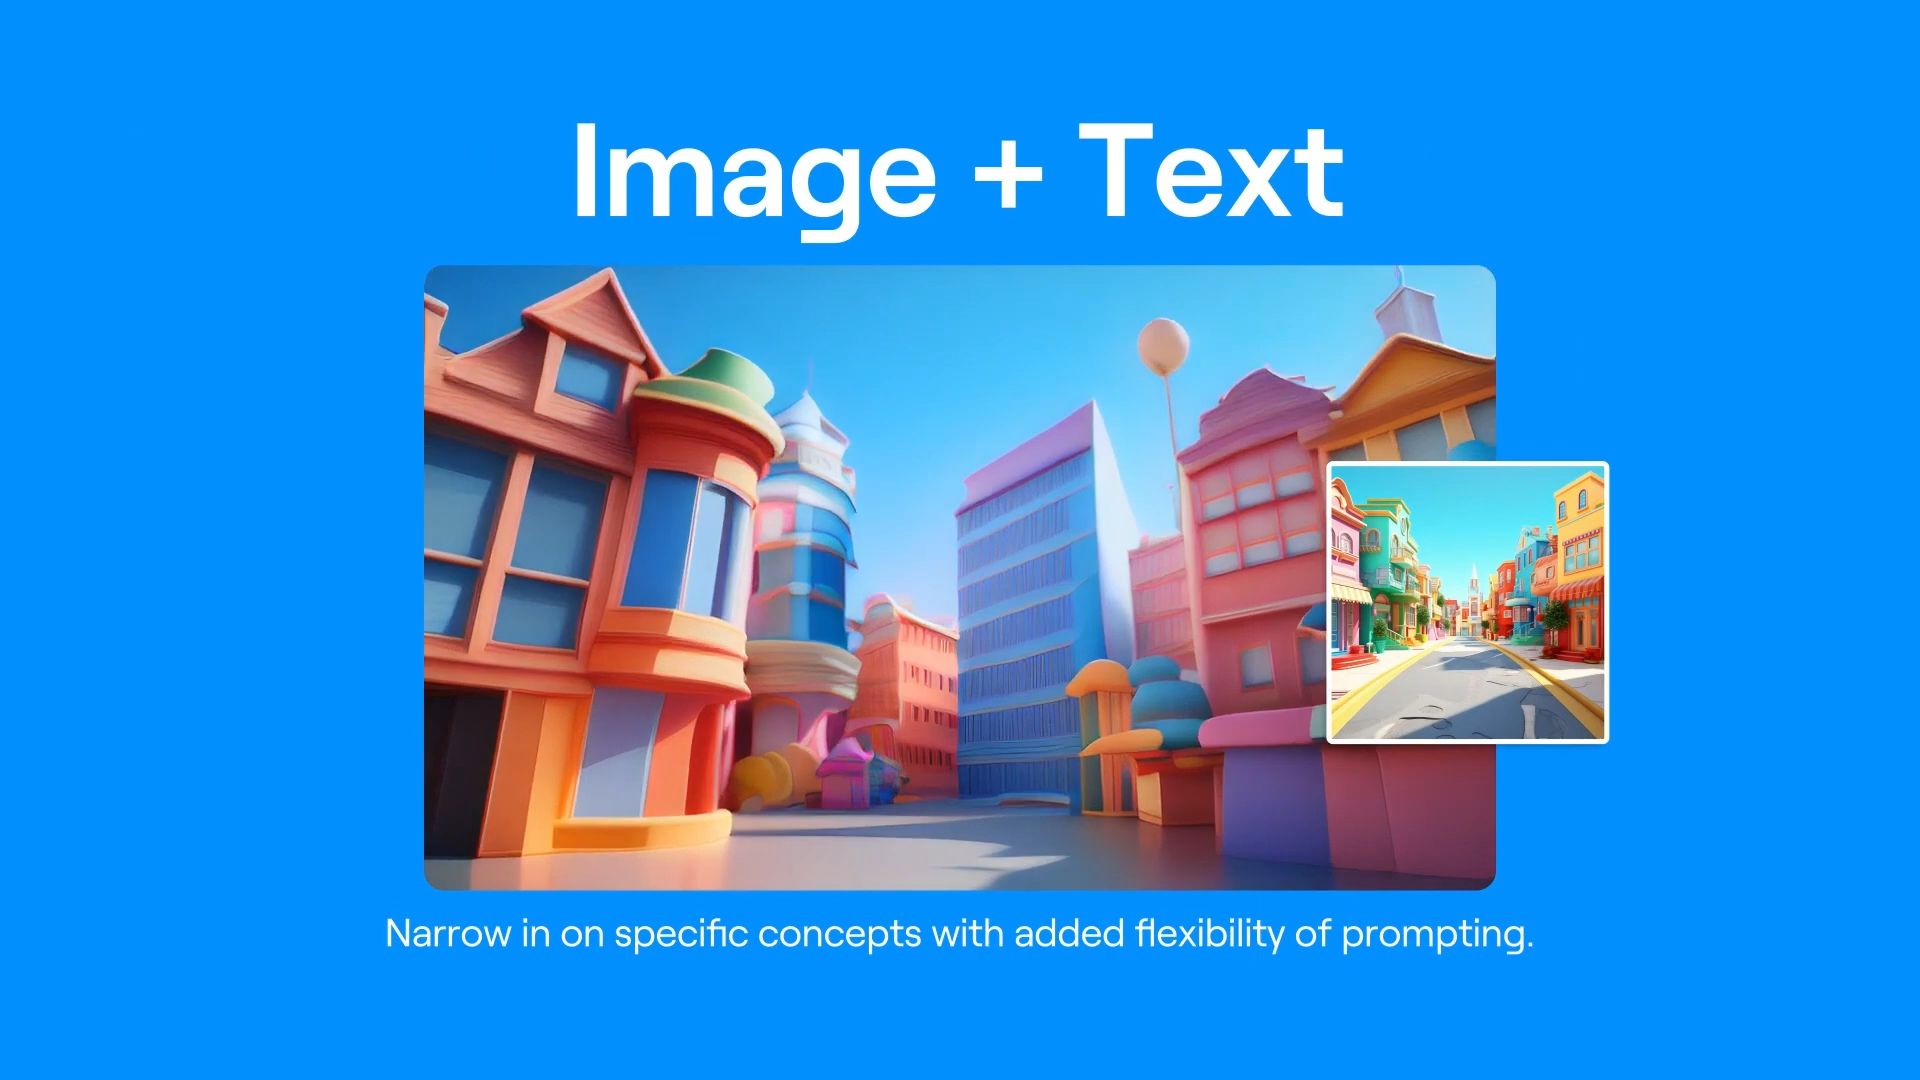 Image + Text
Narrow in on specific concepts with added flexibility of prompting.